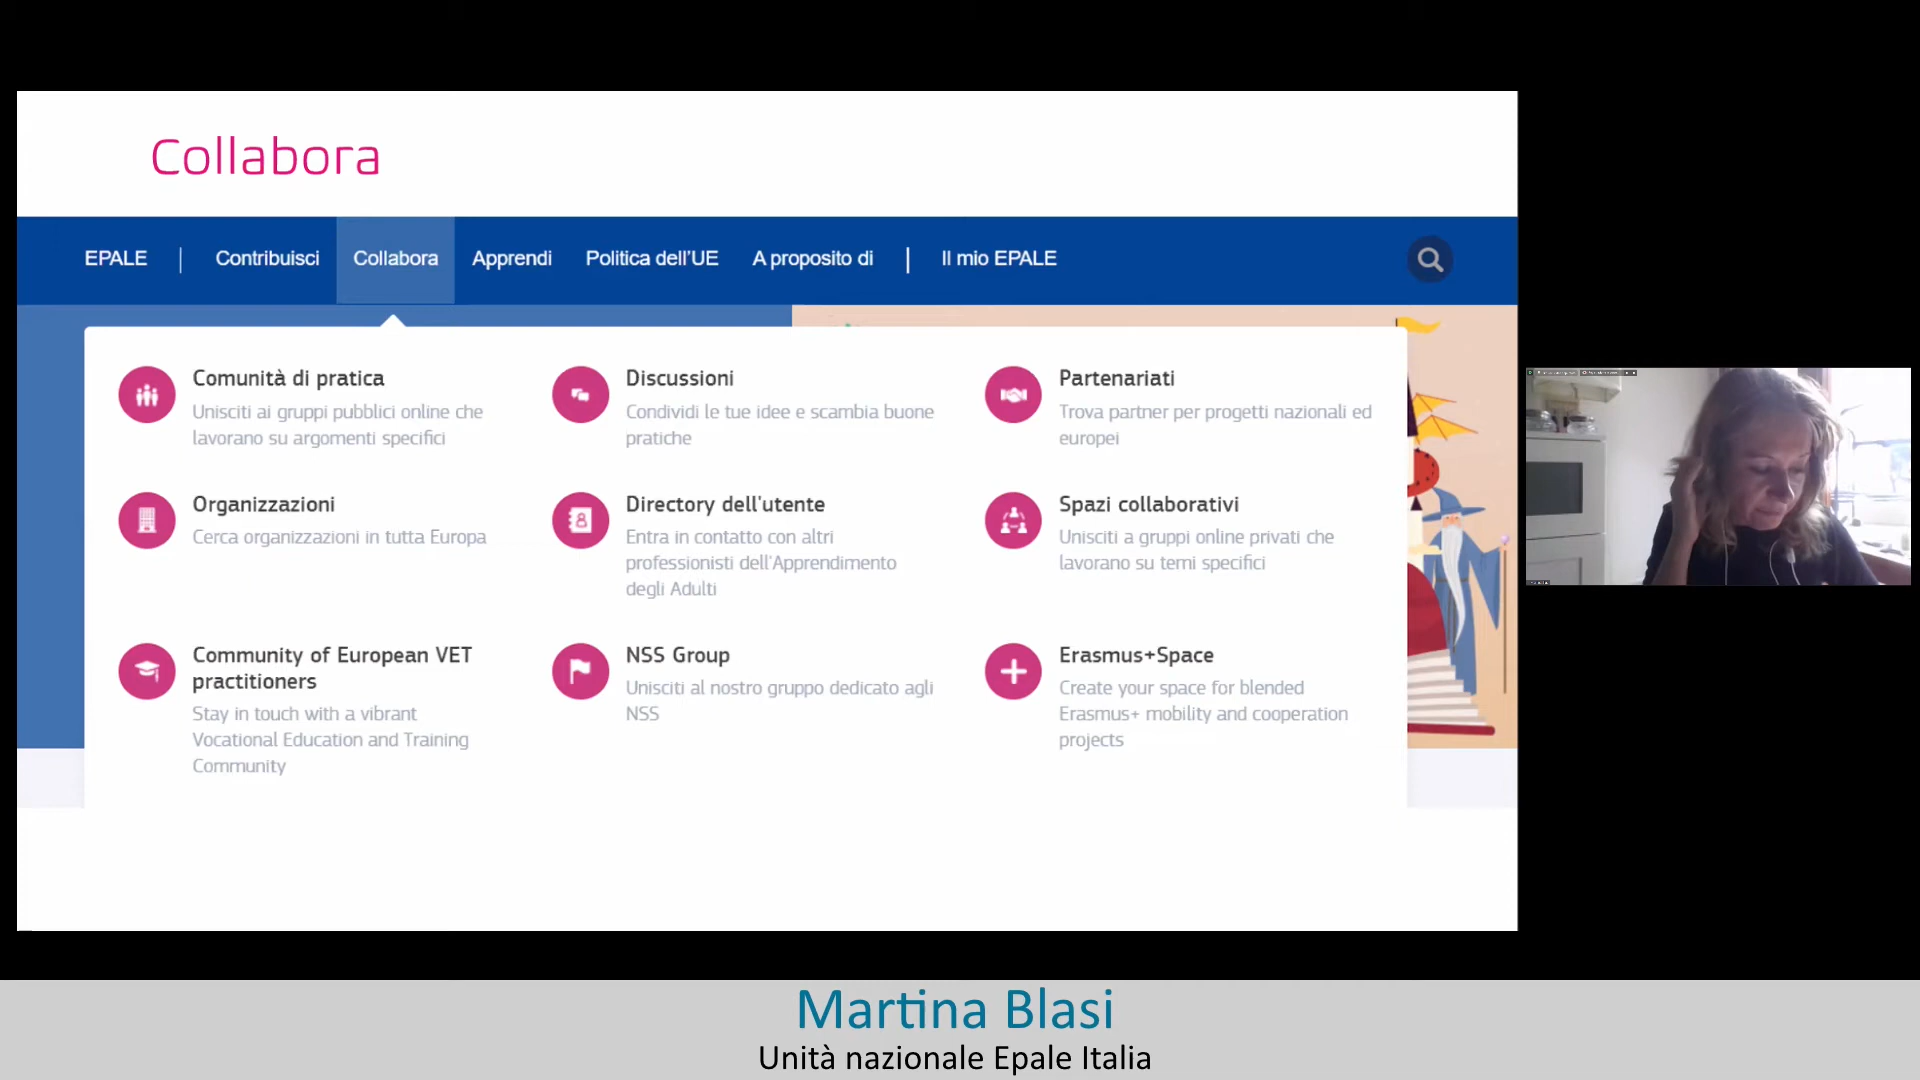 Collabora
EPALE | Contribuisci Collabora Apprendi Politica dell'UE A proposito di | Il mio EPALE
Comunità di pratica
Unisciti ai gruppi pubblici online che
lavorano su argomenti specifici
Discussioni
Condividi le tue idee e scambia buone
pratiche
Partenariati
Trova partner per progetti nazionali ed
europei
Organizzazioni
Cerca organizzazioni in tutta Europa
Directory dell'utente
Entra in contatto con altri
professionisti dell'Apprendimento
degli Adulti
Spazi collaborativi
Unisciti a gruppi online privati che
lavorano su temi specifici
Community of European VET
practitioners
Stay in touch with a vibrant
Vocational Education and Training
Community
NSS Group
Unisciti al nostro gruppo dedicato agli
NSS
Erasmus+Space
Create your space for blended
Erasmus+ mobility and cooperation
projects
Martina Blasi
Unità nazionale Epale Italia